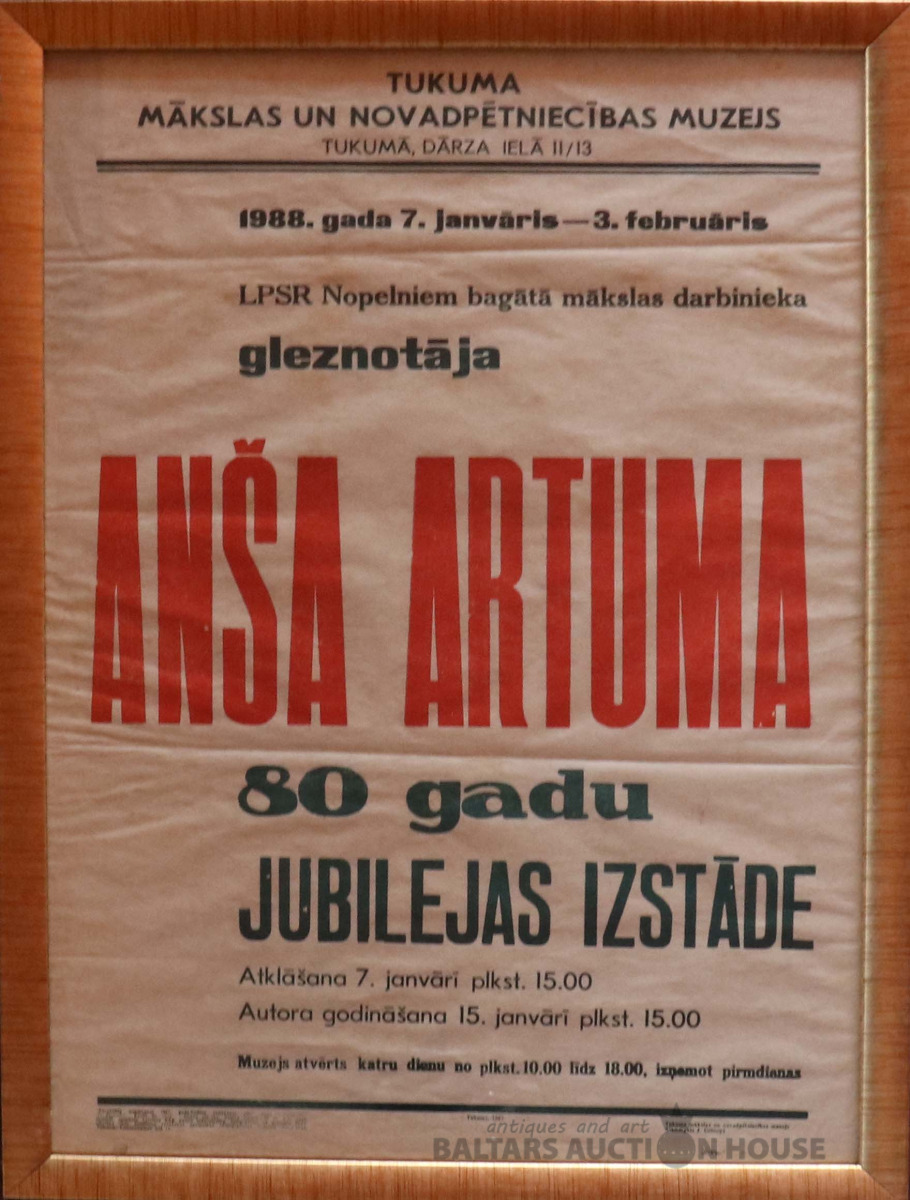 TUKUMA
MĀKSLAS UN NOVADPĒTNIECĪBAS MUZEJS
TUKUMĀ, DĀRZA IELĀ 11/13
1988. gada 7. janvāris—3. februāris
LPSR Nopelniem bagātā mākslas darbinieka
gleznotāja
ANŠA ARTUMA
80 gadu
JUBILEJAS IZSTĀDE
Atklāšana 7. janvārī plkst. 15.00
Autora godināšana 15. janvārī plkst. 15.00
Muzejs atvērts katru dienu no plkst. 10.00 līdz 18.00, izņemot pirmdienas
antiques and art
BALTARS AUCTION HOUSE